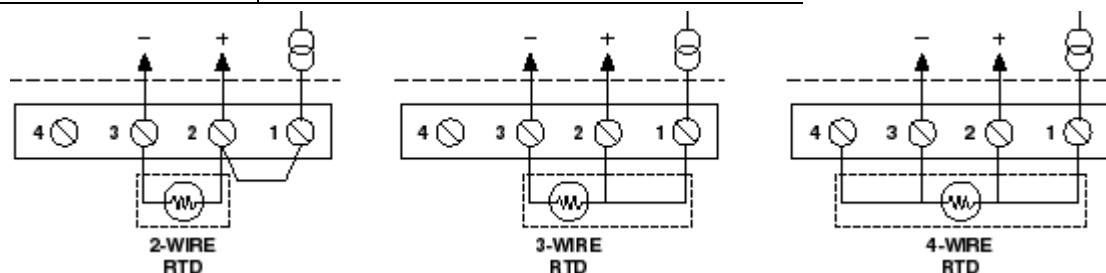 − + − + − +
4 3 2 1 4 3 2 1 4 3 2 1
2-WIRE
RTD
3-WIRE
RTD
4-WIRE
RTD